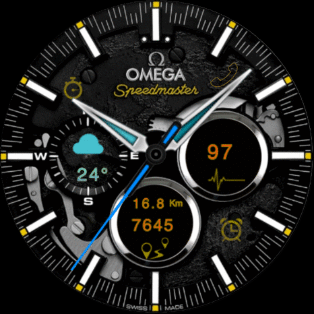 Ω
OMEGA
Speedmaster
W
E
24°
S
97
16.8 Km
7645
SWISS MADE